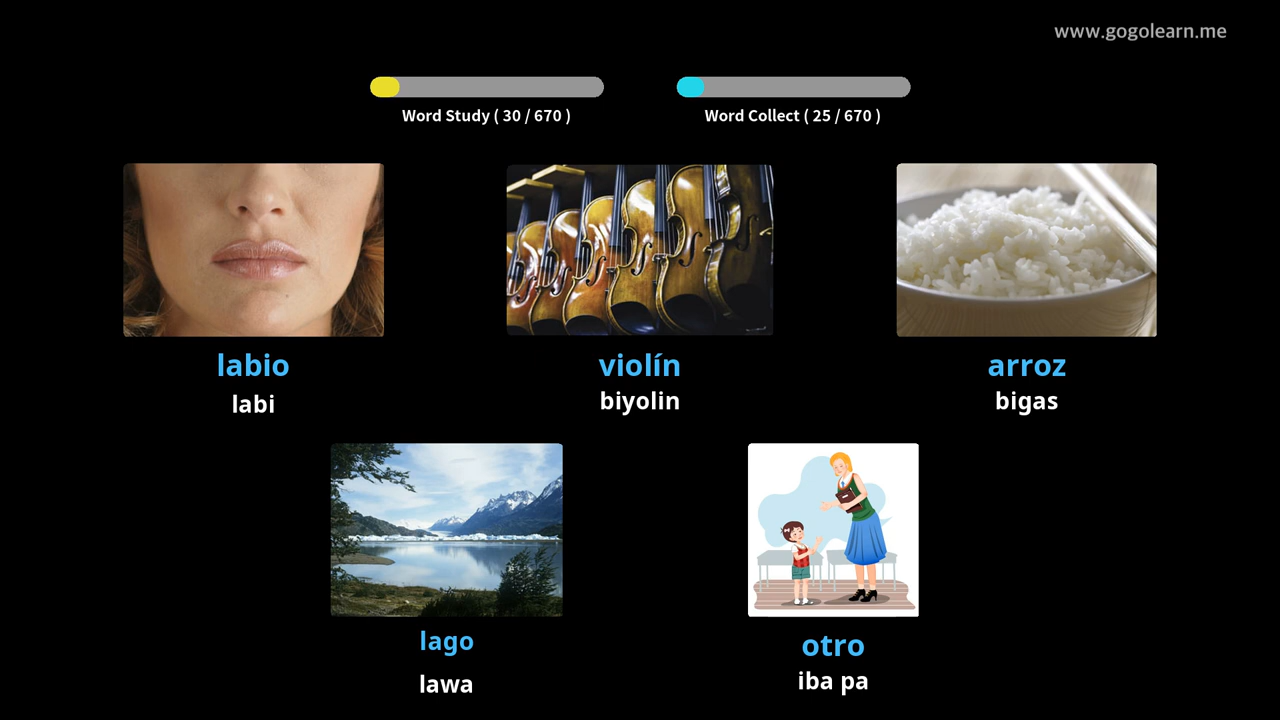 www.gogolearn.me
Word Study ( 30 / 670 )
Word Collect ( 25 / 670 )
labio
labi
violín
biyolin
arroz
bigas
lago
lawa
otro
iba pa